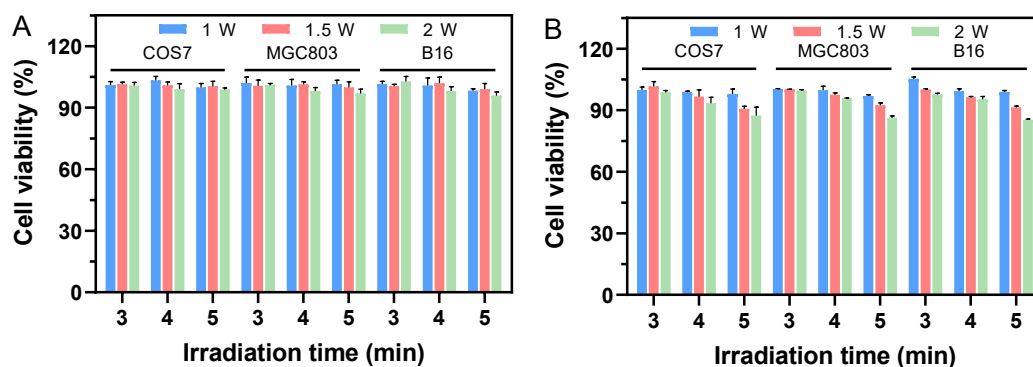 A
1 W 1.5 W 2 W
COS7 MGC803 B16
120
90
60
30
0
Cell viability (%)
3 4 5 3 4 5 3 4 5
Irradiation time (min)
B
1 W 1.5 W 2 W
COS7 MGC803 B16
120
90
60
30
0
Cell viability (%)
3 4 5 3 4 5 3 4 5
Irradiation time (min)